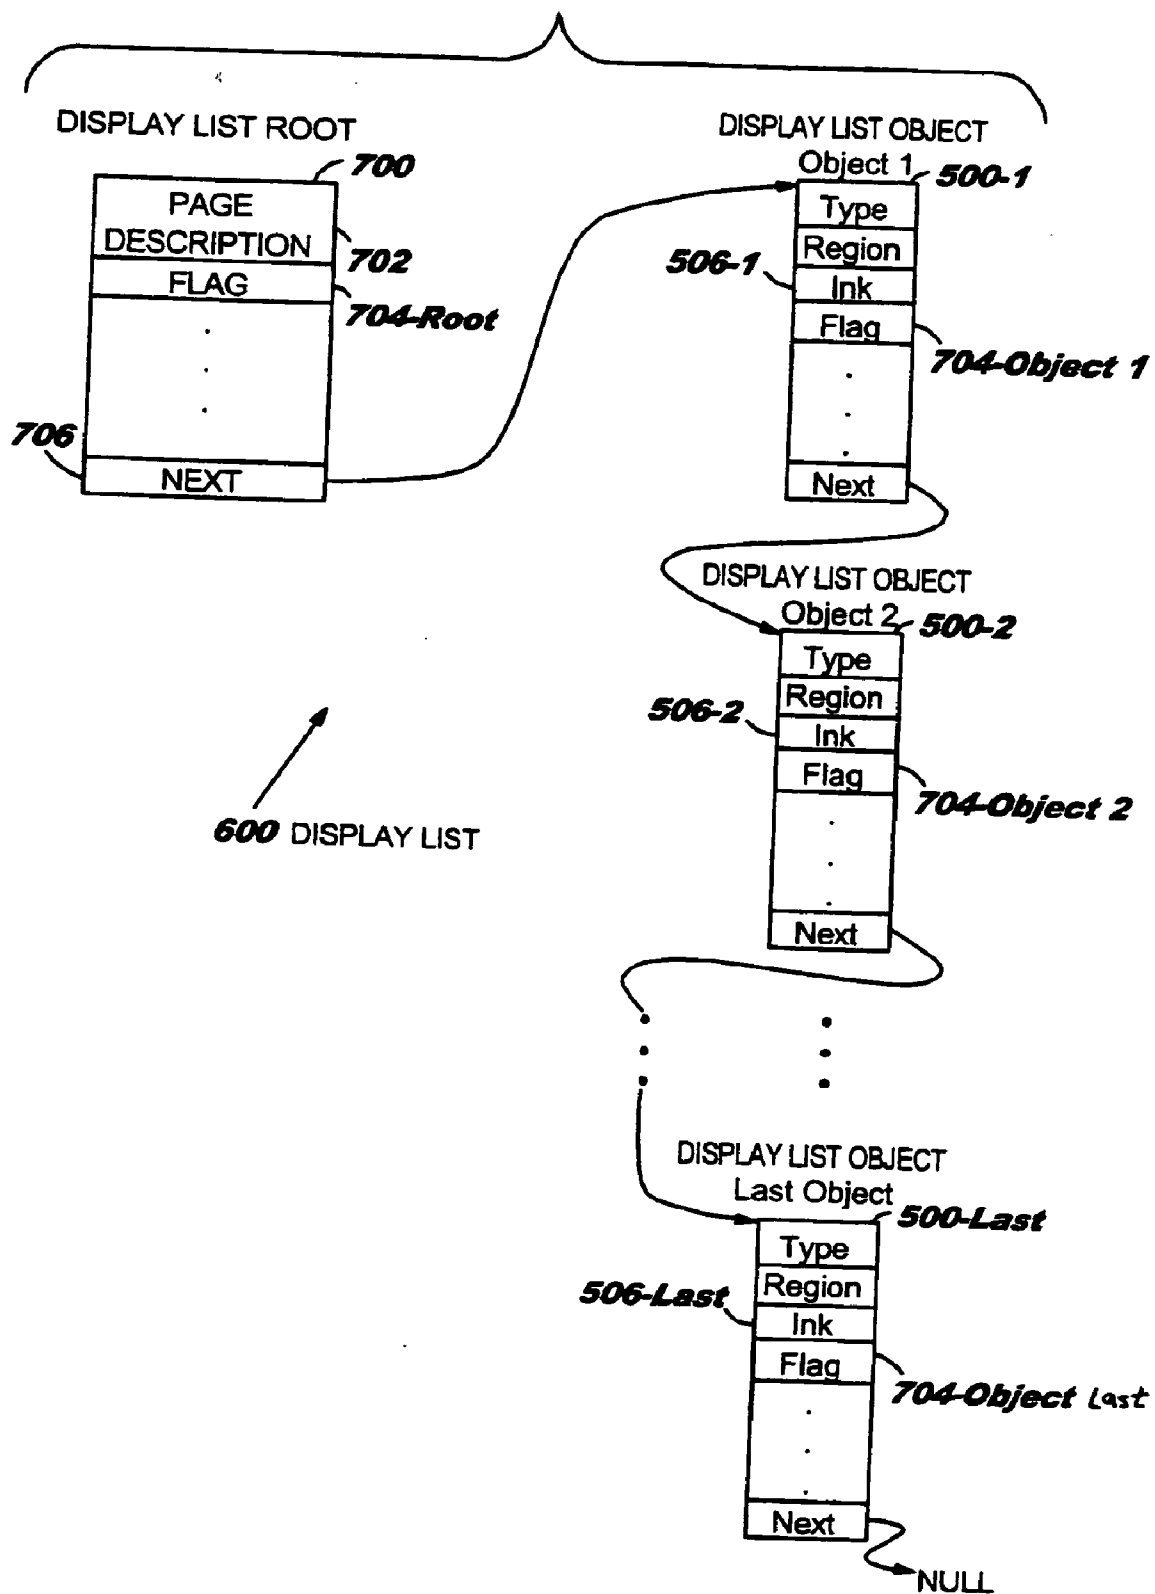 DISPLAY LIST ROOT
700
PAGE
DESCRIPTION
702
FLAG
704-Root
706
NEXT
DISPLAY LIST OBJECT
Object 1
500-1
Type
Region
506-1
Ink
Flag
704-Object 1
Next
DISPLAY LIST OBJECT
Object 2
500-2
Type
Region
506-2
Ink
Flag
704-Object 2
Next
600 DISPLAY LIST
DISPLAY LIST OBJECT
Last Object
500-Last
Type
Region
506-Last
Ink
Flag
704-Object Last
Next
NULL